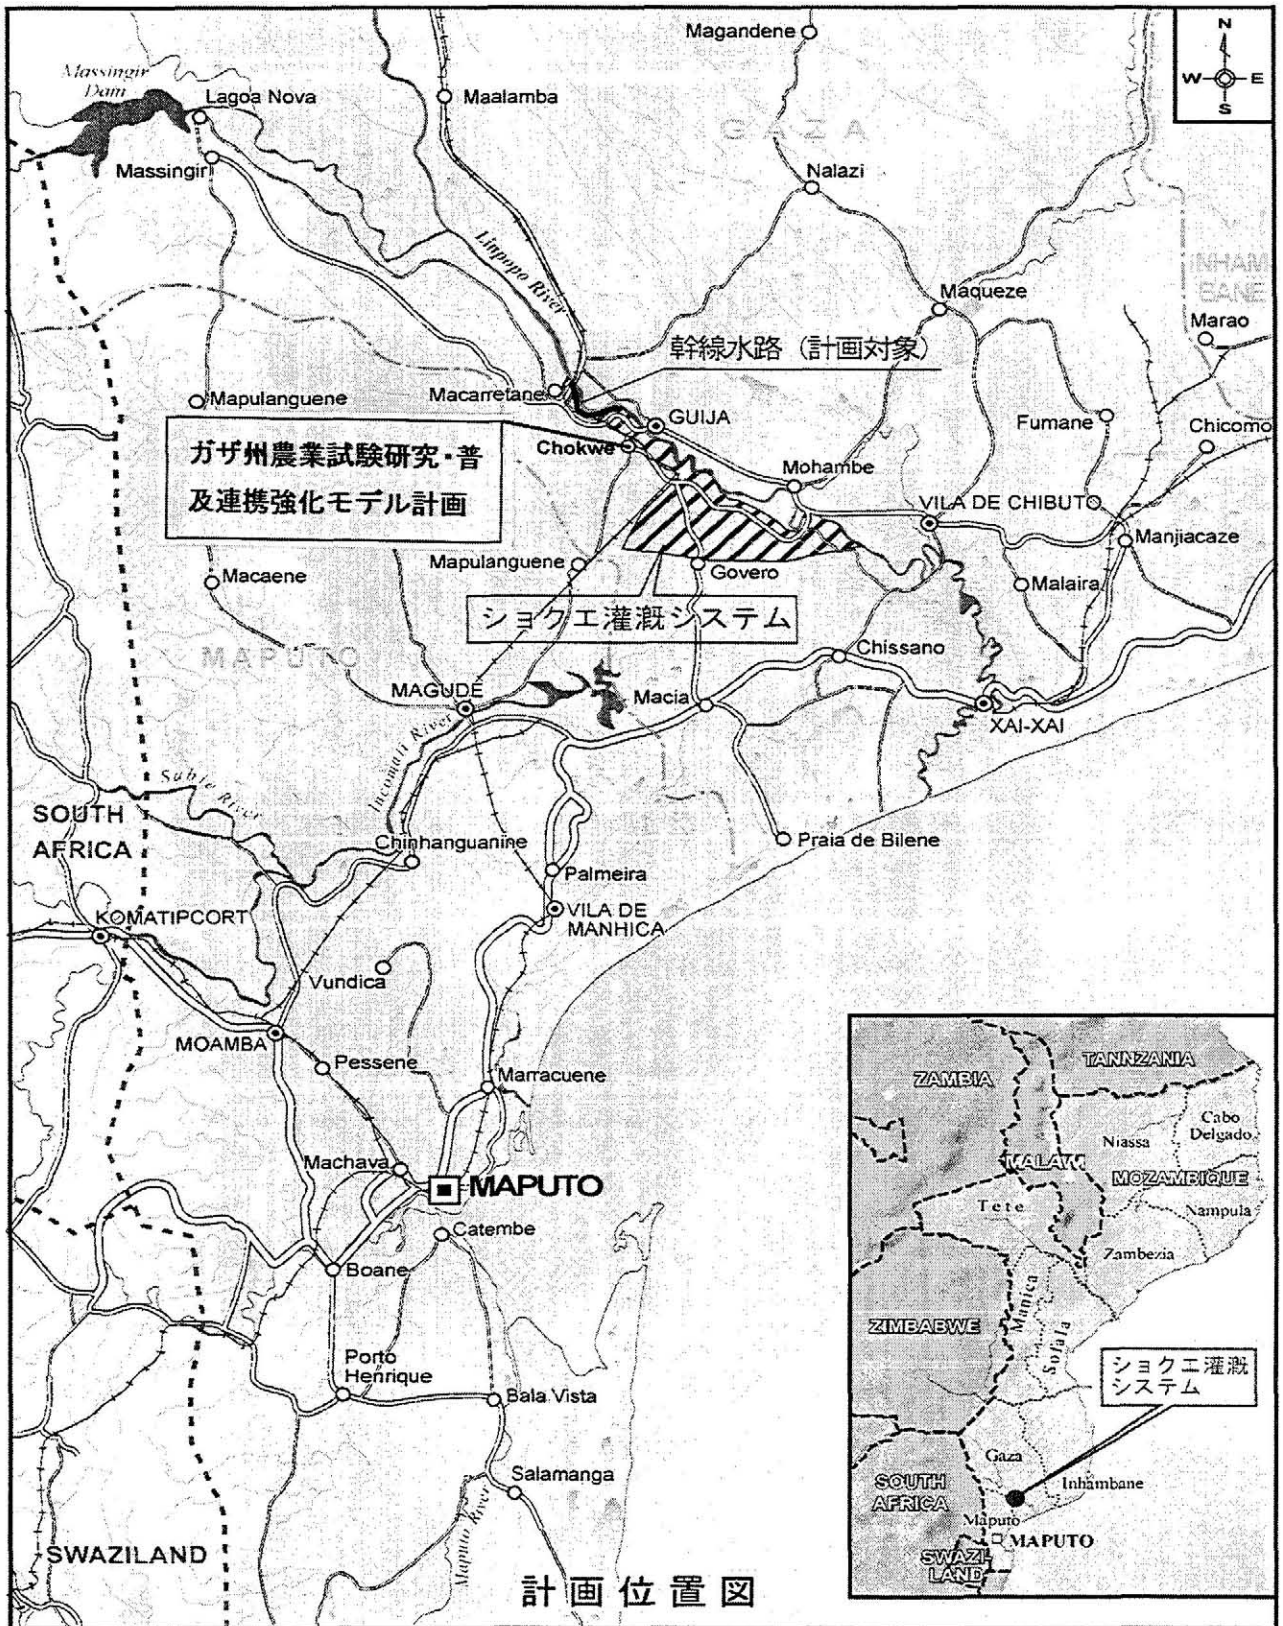 N
W E
S
Magandene
Massingir
Dam
Lagoa Nova
Maalamba
GAZA
Massingir
Nalazi
Linpopo River
INHAM
BANE
Maqueze
Marao
幹線水路（計画対象）
Macarretane
Mapulanguene
GUIJA
Fumane
Chicomo
ガザ州農業試験研究・普
及連携強化モデル計画
Chokwe
Mohambe
VILA DE CHIBUTO
Manjiacaze
Mapulanguene
Govero
Macaene
Malaira
ショクエ灌漑システム
MAPUTO
Chissano
MAGUDE
Macia
XAI-XAI
Incomati River
Sabie River
SOUTH
AFRICA
Chinhanguanine
Praia de Bilene
Palmeira
KOMATIPCORT
VILA DE
MANHICA
Vundica
MOAMBA
Pessene
Marracuene
Machava
MAPUTO
Catembe
Boane
Porto
Henrique
Bala Vista
Salamanga
Maputo River
SWAZILAND
計画位置図
TANNZANIA
ZAMBIA
Cabo
Delgado
Niassa
MALAWI
MOZAMBIQUE
Tete
Nampula
Zambezia
Manica
ZIMBABWE
Sofala
ショクエ灌漑
システム
Gaza
Inhambane
SOUTH
AFRICA
Maputo
MAPUTO
SWAZI
LAND